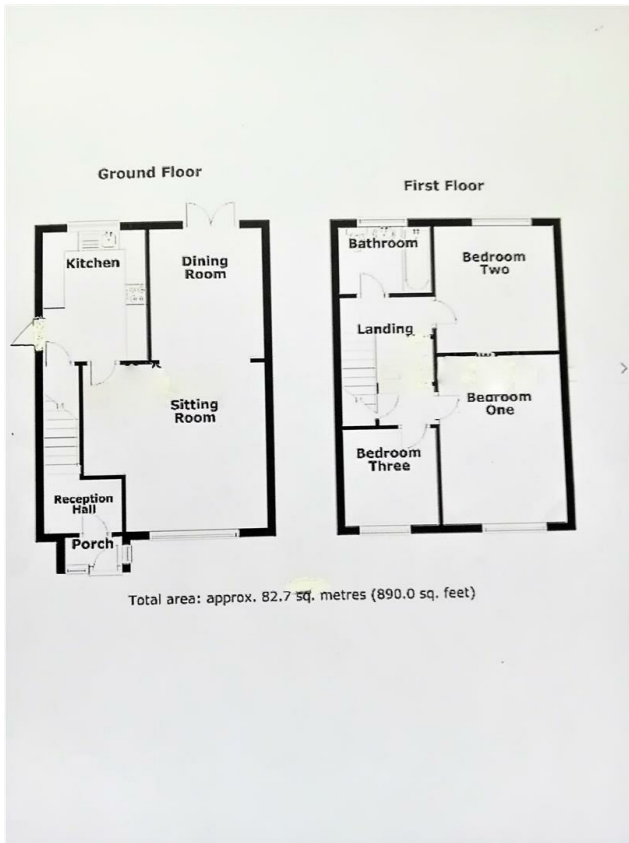 Ground Floor
First Floor
Kitchen
Dining
Room
Sitting
Room
Reception
Hall
Porch
Bathroom
Bedroom
Two
Landing
Bedroom
One
Bedroom
Three
Total area: approx. 82.7 sq. metres (890.0 sq. feet)